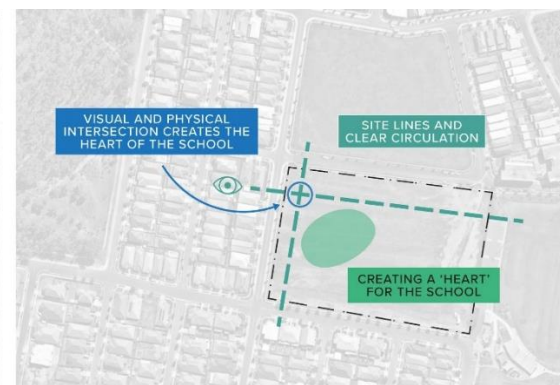 VISUAL AND PHYSICAL
INTERSECTION CREATES THE
HEART OF THE SCHOOL
SITE LINES AND
CLEAR CIRCULATION
CREATING A 'HEART'
FOR THE SCHOOL